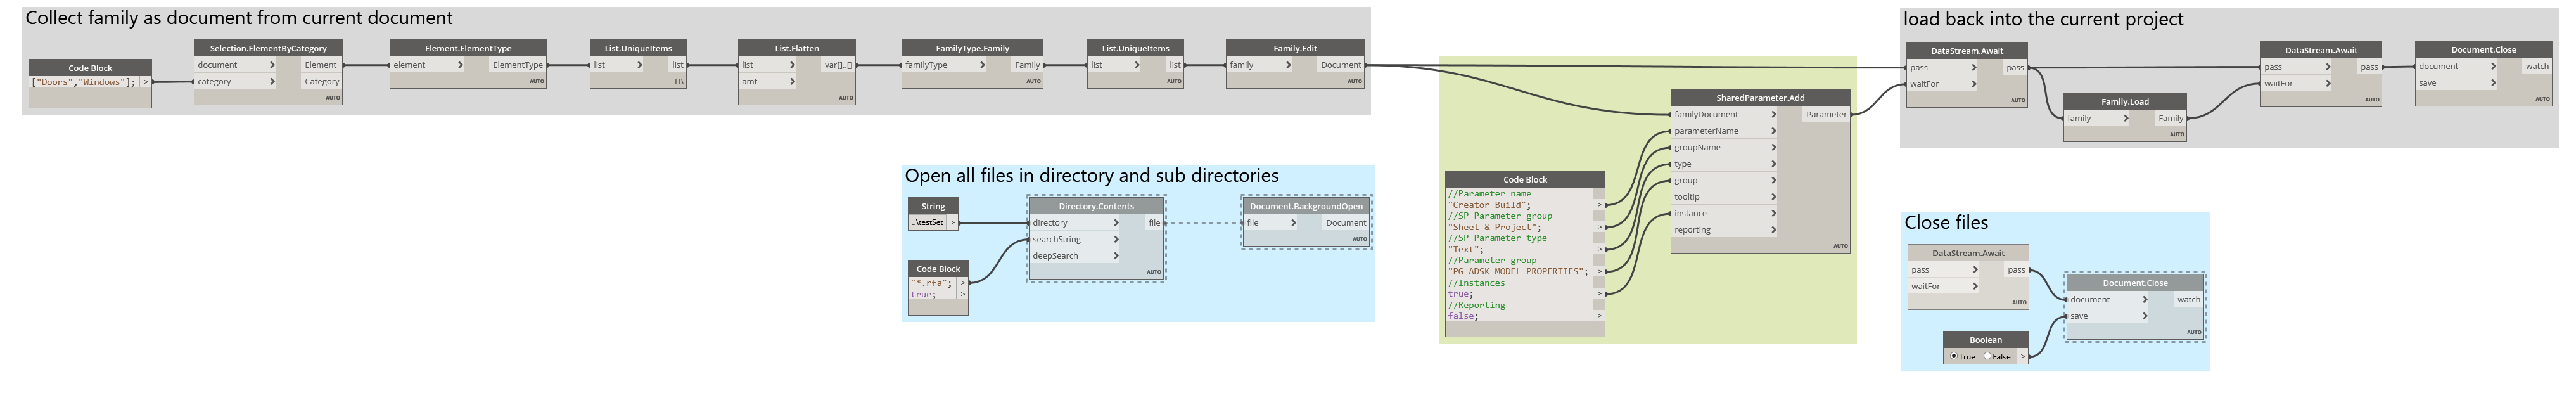 Collect family as document from current document
Code Block
["Doors","Windows"]; >
Selection.ElementByCategory
document > Element
category > Category
AUTO
Element.ElementType
element > ElementType
AUTO
List.UniqueItems
list > list
||\
List.Flatten
list > var[]..[]
amt >
AUTO
FamilyType.Family
familyType > Family
AUTO
List.UniqueItems
list > list
AUTO
Family.Edit
family > Document
AUTO
Open all files in directory and sub directories
String
..\testSet >
Code Block
"*.rfa"; >
true; >
Directory.Contents
directory > file
searchString >
deepSearch >
AUTO
Document.BackgroundOpen
file > Document
AUTO
Code Block
//Parameter name
"Creator Build"; >
//SP Parameter group
"Sheet & Project"; >
//SP Parameter type
"Text"; >
//Parameter group
"PG_ADSK_MODEL_PROPERTIES"; >
//Instances
true; >
//Reporting
false; >
SharedParameter.Add
familyDocument > Parameter
parameterName >
groupName >
type >
group >
tooltip >
instance >
reporting >
AUTO
load back into the current project
DataStream.Await
pass > pass
waitFor >
AUTO
Family.Load
family > Family
AUTO
DataStream.Await
pass > pass
waitFor >
AUTO
Document.Close
document > watch
save >
AUTO
Close files
DataStream.Await
pass > pass
waitFor >
AUTO
Boolean
True False >
Document.Close
document > watch
save >
AUTO